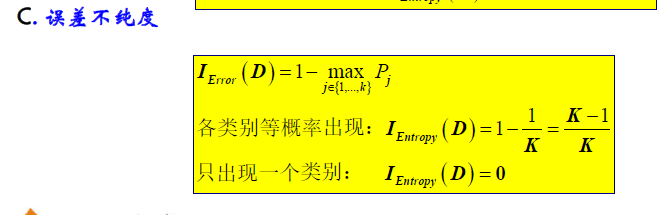 C. 误差不纯度
I_Error(D)=1− max_{j∈{1,...,k}} P_j
各类别等概率出现：I_Entropy(D)=1−1/K=(K−1)/K
只出现一个类别： I_Entropy(D)=0